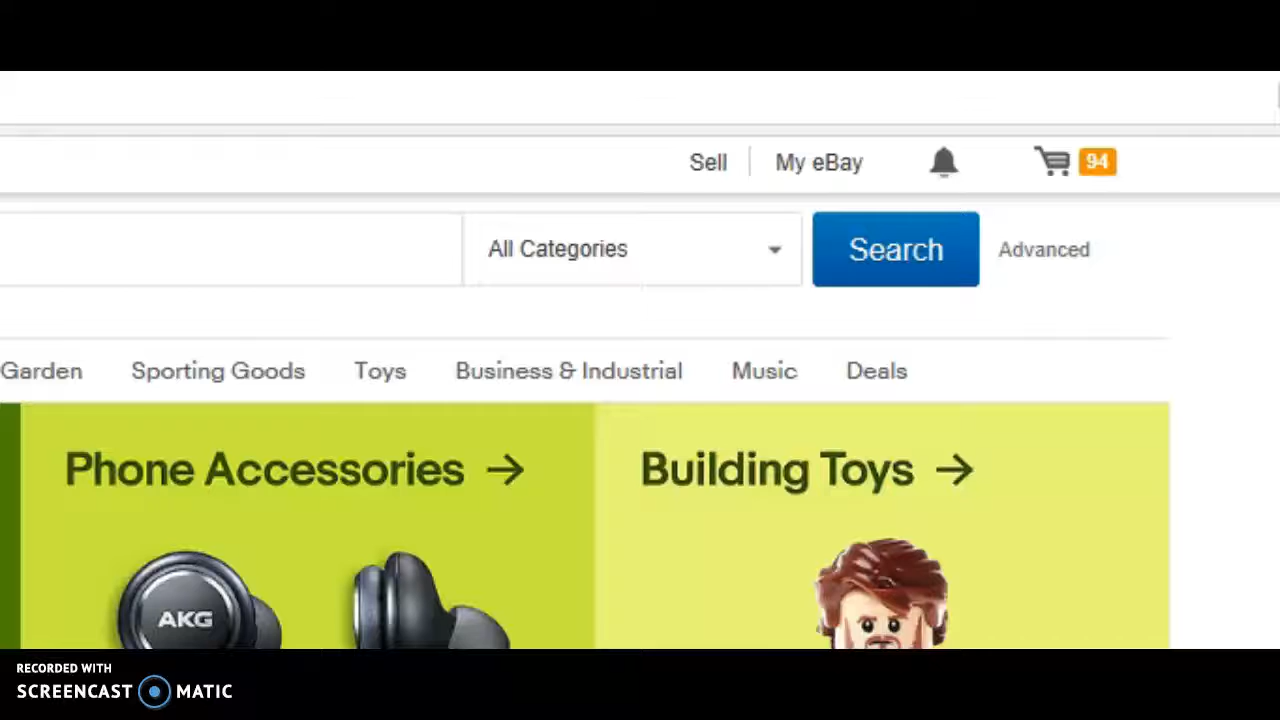 Sell My eBay 94
All Categories Search Advanced
Garden Sporting Goods Toys Business & Industrial Music Deals
Phone Accessories → Building Toys →
AKG
RECORDED WITH
SCREENCAST MATIC